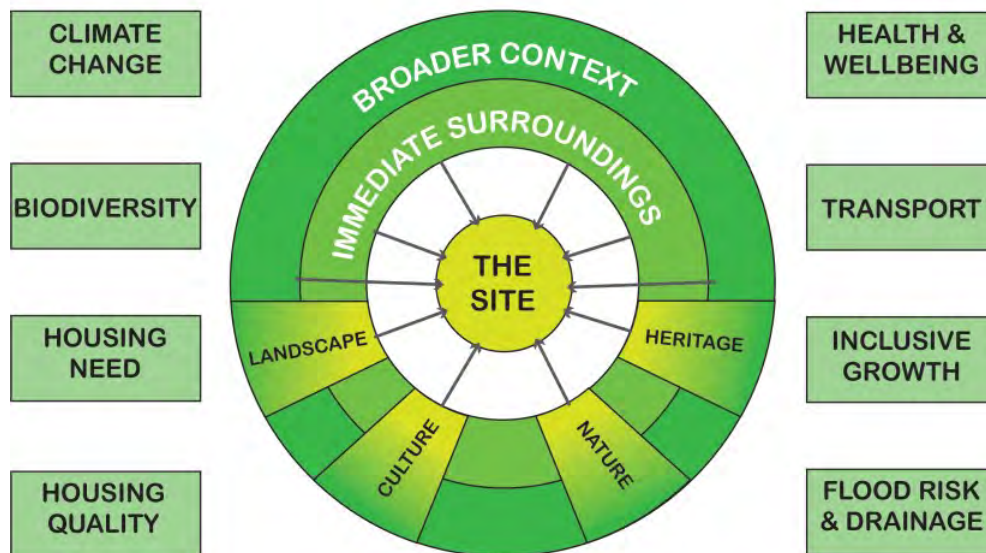 CLIMATE
CHANGE
BIODIVERSITY
HOUSING
NEED
HOUSING
QUALITY
BROADER CONTEXT
IMMEDIATE SURROUNDINGS
THE
SITE
LANDSCAPE
CULTURE
NATURE
HERITAGE
HEALTH &
WELLBEING
TRANSPORT
INCLUSIVE
GROWTH
FLOOD RISK
& DRAINAGE